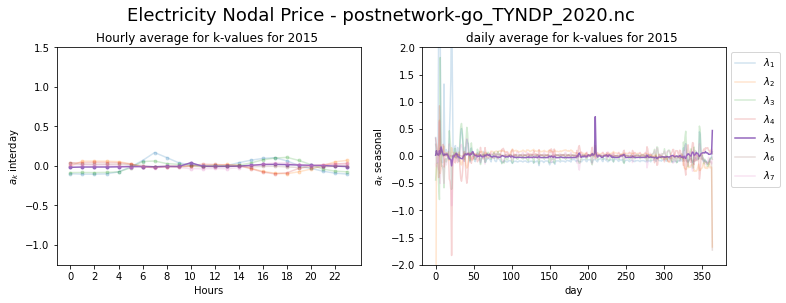 Electricity Nodal Price - postnetwork-go_TYNDP_2020.nc
Hourly average for k-values for 2015
daily average for k-values for 2015
1.5
1.0
0.5
0.0
−0.5
−1.0
a_k interday
0 2 4 6 8 10 12 14 16 18 20 22
Hours
2.0
1.5
1.0
0.5
0.0
−0.5
−1.0
−1.5
−2.0
a_k seasonal
0 50 100 150 200 250 300 350
day
λ₁
λ₂
λ₃
λ₄
λ₅
λ₆
λ₇